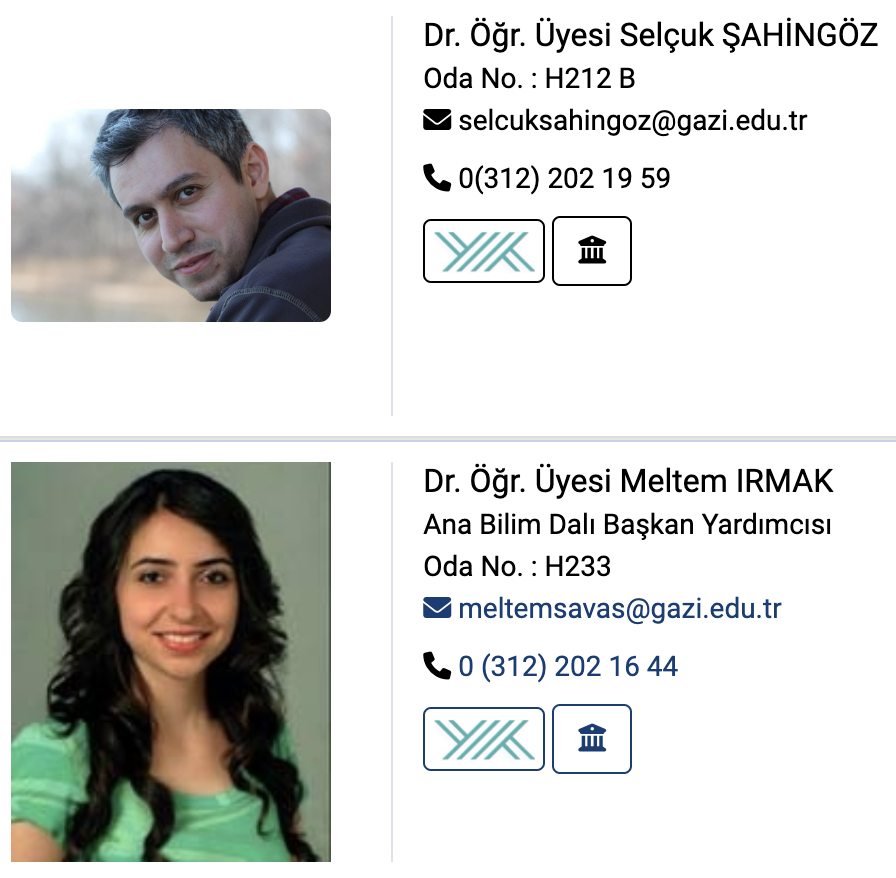 Dr. Öğr. Üyesi Selçuk ŞAHİNGÖZ
Oda No. : H212 B
selcuksahingoz@gazi.edu.tr
0(312) 202 19 59
Dr. Öğr. Üyesi Meltem IRMAK
Ana Bilim Dalı Başkan Yardımcısı
Oda No. : H233
meltemsavas@gazi.edu.tr
0 (312) 202 16 44